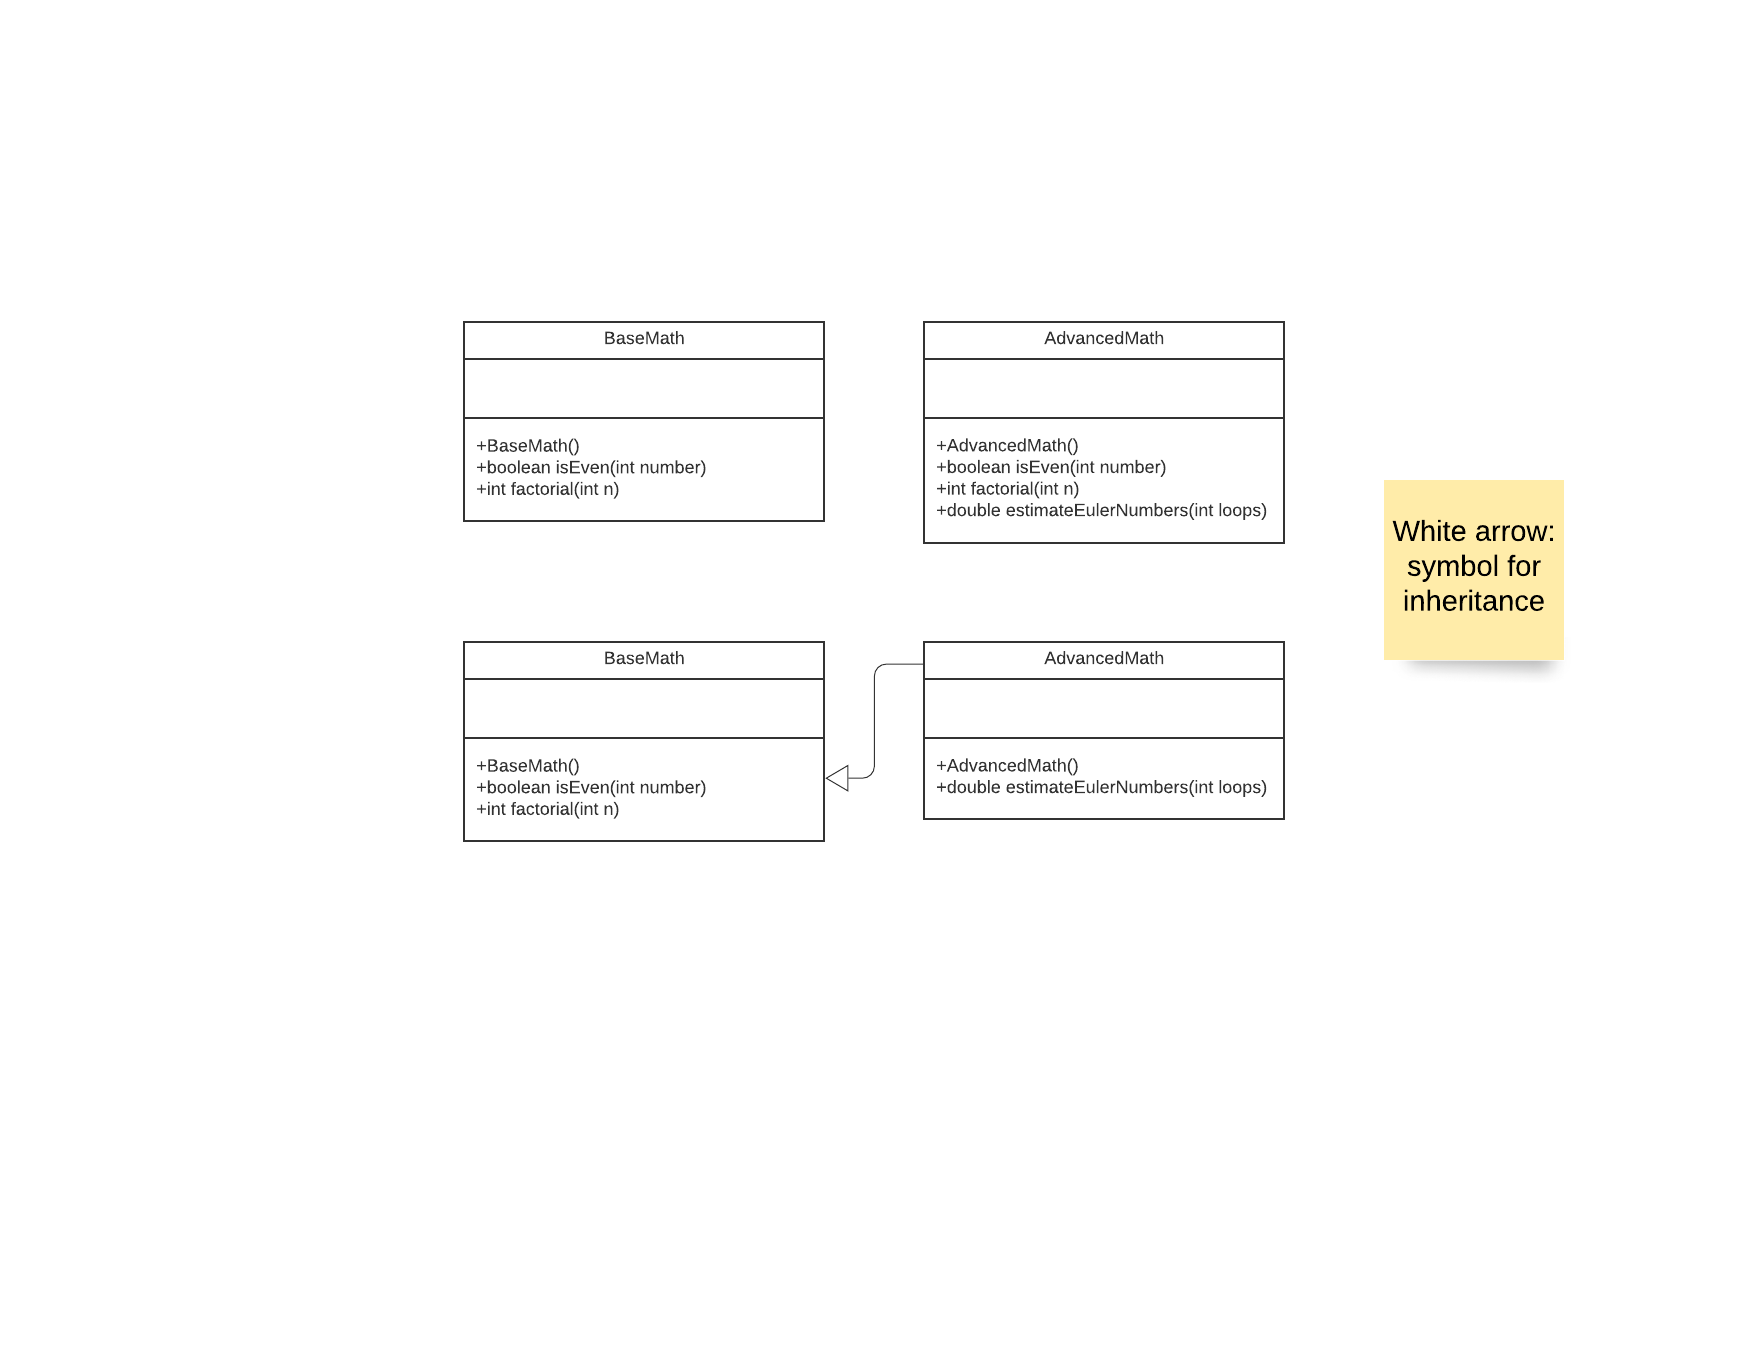 BaseMath
+BaseMath()
+boolean isEven(int number)
+int factorial(int n)
AdvancedMath
+AdvancedMath()
+boolean isEven(int number)
+int factorial(int n)
+double estimateEulerNumbers(int loops)
White arrow:
symbol for
inheritance
BaseMath
+BaseMath()
+boolean isEven(int number)
+int factorial(int n)
AdvancedMath
+AdvancedMath()
+double estimateEulerNumbers(int loops)